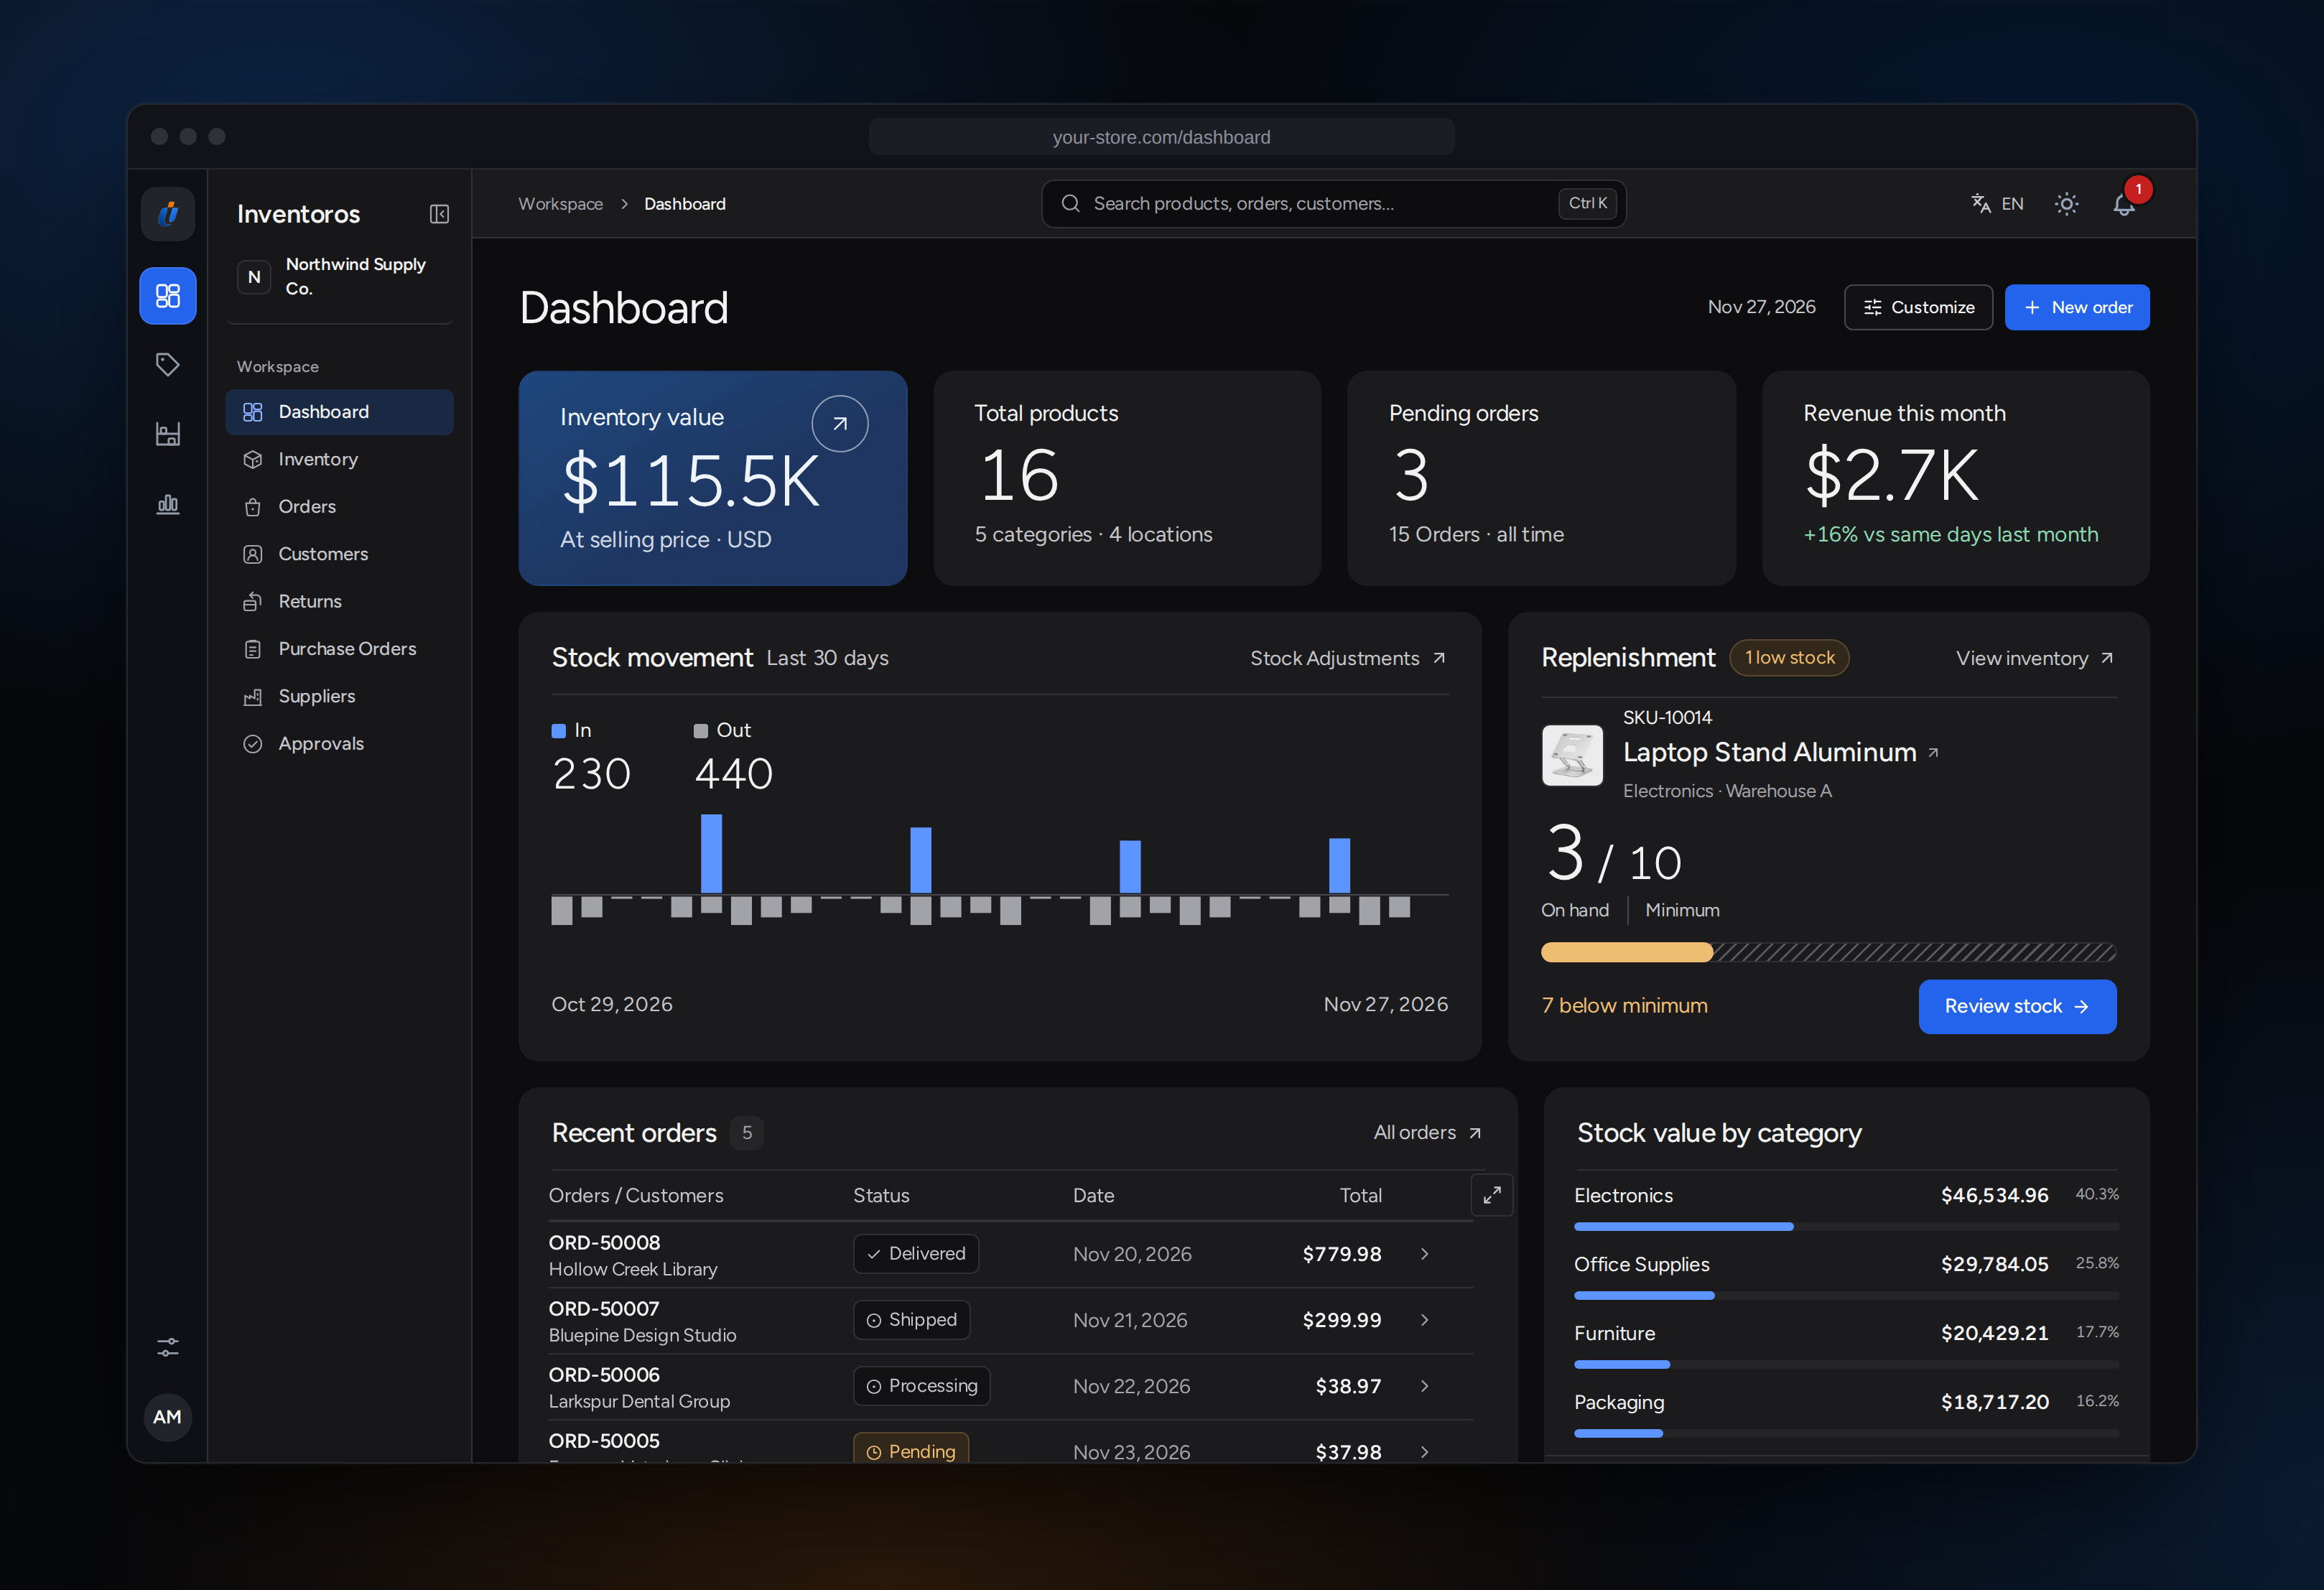 your-store.com/dashboard
Inventoros
N
Northwind Supply
Co.
Workspace
Dashboard
Inventory
Orders
Customers
Returns
Purchase Orders
Suppliers
Approvals
AM
Workspace
Dashboard
Search products, orders, customers...
Ctrl K
EN
1
Dashboard
Nov 27, 2026
Customize
New order
Inventory value
$115.5K
At selling price · USD
Total products
16
5 categories · 4 locations
Pending orders
3
15 Orders · all time
Revenue this month
$2.7K
+16% vs same days last month
Stock movement Last 30 days
Stock Adjustments
In
230
Out
440
Oct 29, 2026
Nov 27, 2026
Replenishment
1 low stock
View inventory
SKU-10014
Laptop Stand Aluminum
Electronics · Warehouse A
3 / 10
On hand
Minimum
7 below minimum
Review stock
Recent orders 5
All orders
Orders / Customers Status Date Total
ORD-50008
Hollow Creek Library
Delivered
Nov 20, 2026
$779.98
ORD-50007
Bluepine Design Studio
Shipped
Nov 21, 2026
$299.99
ORD-50006
Larkspur Dental Group
Processing
Nov 22, 2026
$38.97
ORD-50005
Pending
Nov 23, 2026
$37.98
Stock value by category
Electronics $46,534.96 40.3%
Office Supplies $29,784.05 25.8%
Furniture $20,429.21 17.7%
Packaging $18,717.20 16.2%